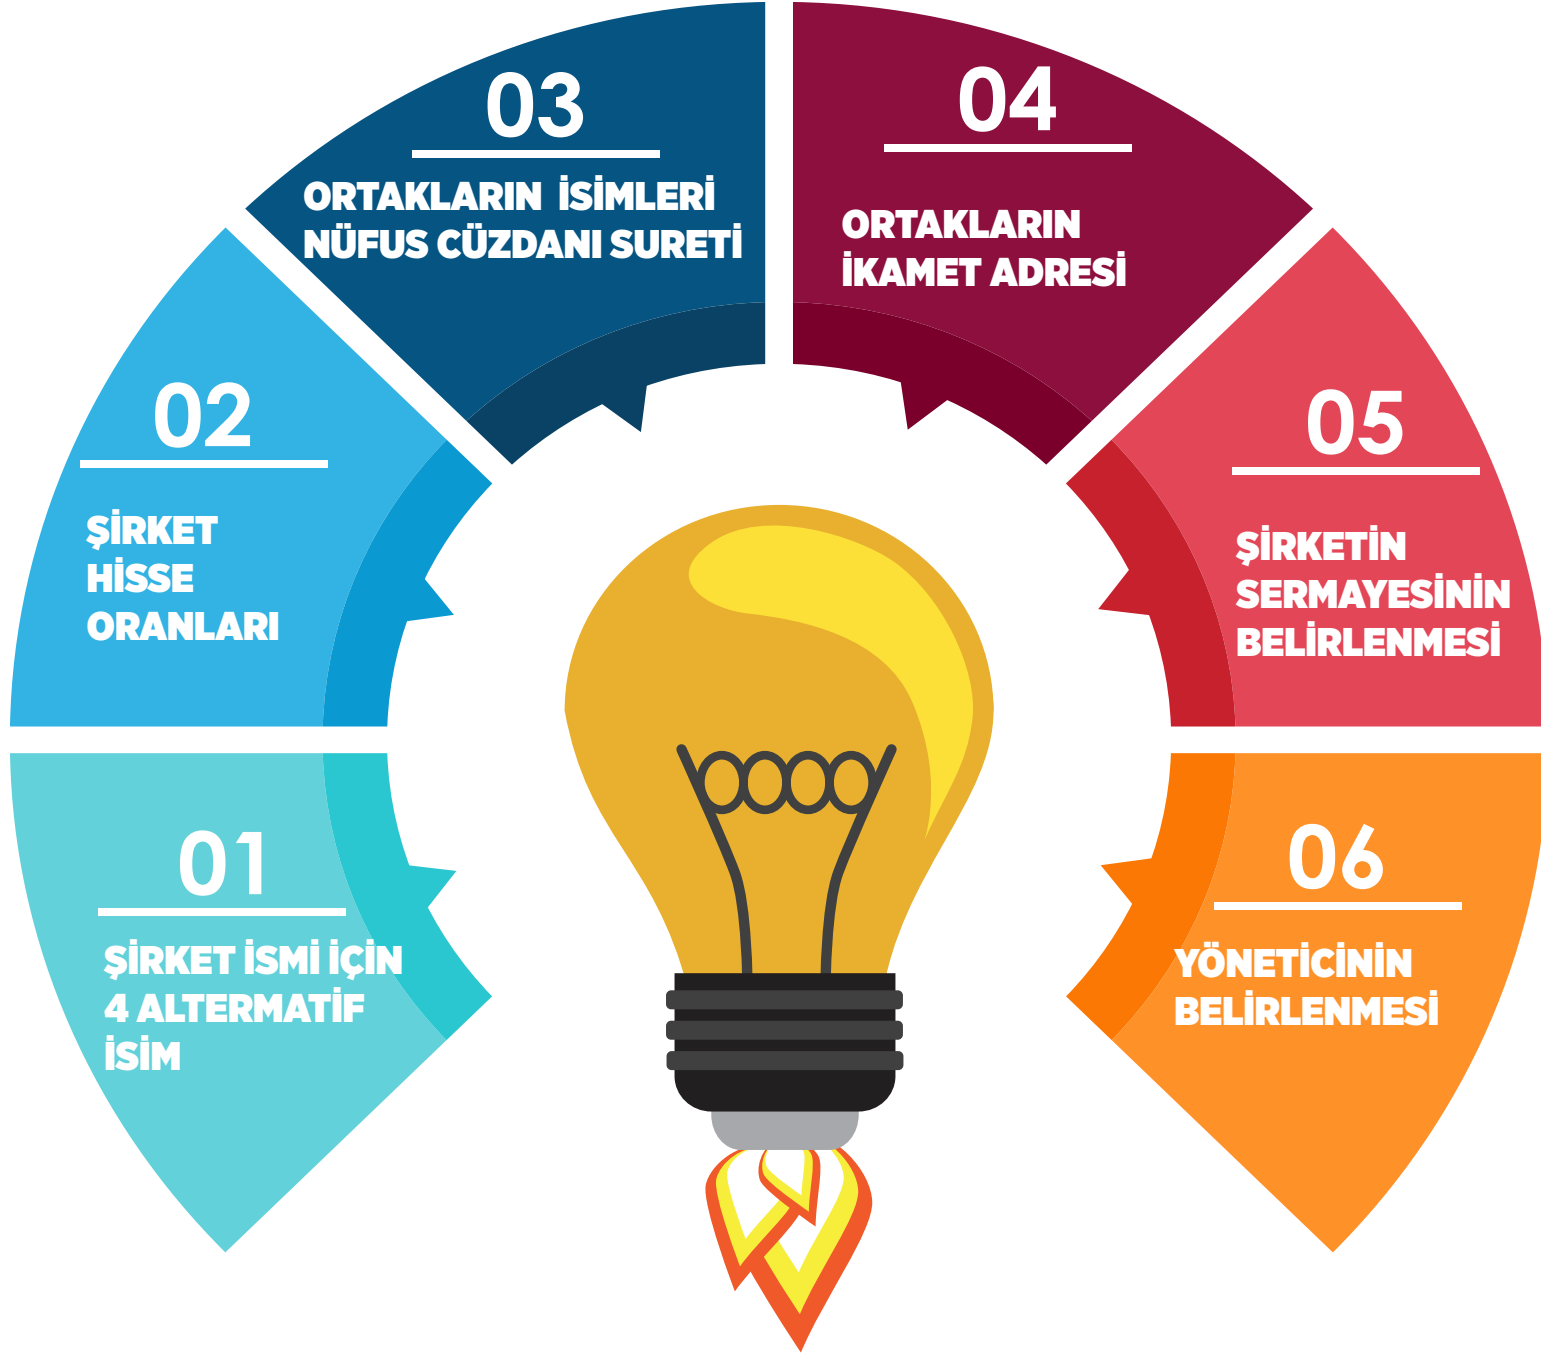 01
ŞİRKET İSMİ İÇİN
4 ALTERMATİF
İSİM
02
ŞİRKET
HİSSE
ORANLARI
03
ORTAKLARIN İSİMLERİ
NÜFUS CÜZDANI SURETİ
04
ORTAKLARIN
İKAMET ADRESİ
05
ŞİRKETİN
SERMAYESİNİN
BELİRLENMESİ
06
YÖNETİCİNİN
BELİRLENMESİ